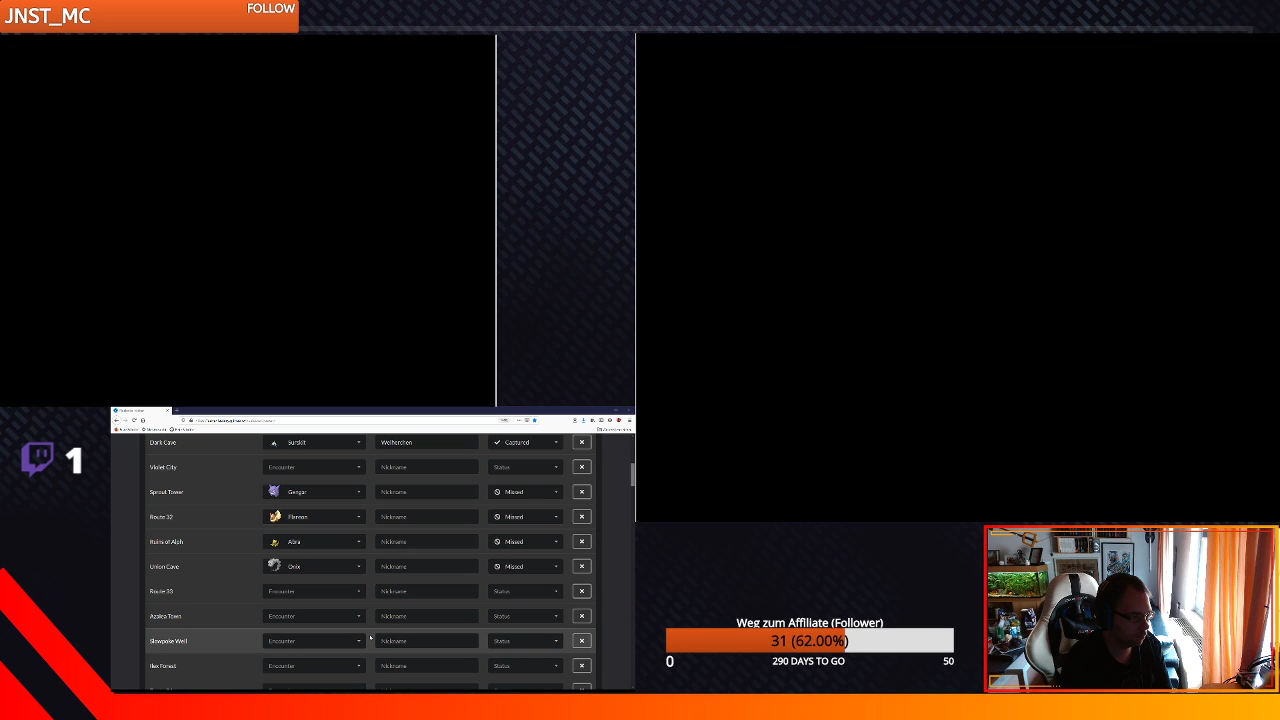 JNST_MC
FOLLOW
1
Dark Cave Surskit Welherchen Captured
Violet City Encounter Nickname Status
Sprout Tower Gengar Nickname Missed
Route 32 Flareon Nickname Missed
Ruins of Alph Abra Nickname Missed
Union Cave Onix Nickname Missed
Route 33 Encounter Nickname Status
Azalea Town Encounter Nickname Status
Slowpoke Well Encounter Nickname Status
Ilex Forest Encounter Nickname Status
Weg zum Affiliate (Follower)
31 (62.00%)
0 290 DAYS TO GO 50